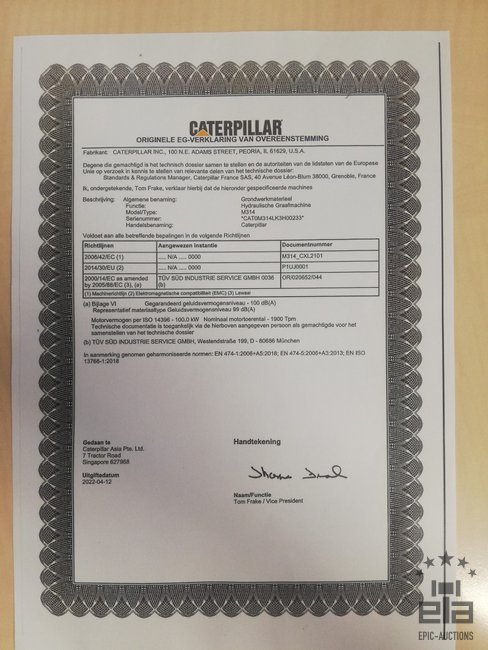 CATERPILLAR
ORIGINELE EG-VERKLARING VAN OVEREENSTEMMING
Fabrikant: CATERPILLAR INC., 100 N.E. ADAMS STREET, PEORIA, IL 61629, U.S.A.
Degene die gemachtigd is het technisch dossier samen te stellen en de autoriteiten van de lidstalen der Europese
Unie op verzoek in kennis te stellen van relevante delen van het technisch dossier:
Standards & Regulations Manager, Caterpillar France SAS, 40 Avenue Léon-Blum 38000, Grenoble, France
Ik, ondergetekende, Tom Frake, verklaar hierbij dat de hieronder gespecificeerde machines
Beschrijving: Algemene benaming: Grondwerkmaterieel
Functie: Hydraulische Graafmachine
Model/Type: M314
Serienummer: *CAT0M314LK3H00233*
Handelsbenaming: Caterpillar
Voldoet aan alle betreffende bepalingen in de volgende Richtlijnen
Richtlijnen Aangewezen instantie Documentnummer
2006/42/EC (1) ..... N/A ..... 0000 M314_CXL2101
2014/30/EU (2) ..... N/A ..... 0000 P1UJ0001
2000/14/EC as amended by 2005/88/EC (3), (a) TÜV SÜD INDUSTRIE SERVICE GMBH 0036 (b) OR/020652/044
(1) Machinerichtlijn (2) Elektromagnetische compatibiliteit (EMC) (3) Lawaai
(a) Bijlage VI Gegarandeerd geluidsvermogensniveau - 100 dB(A)
Representatief materiaaltype Geluidsvermogensniveau 99 dB(A)
Motorvermogen per ISO 14396 - 100,0 kW Nominaal motortoerental - 1900 Tpm
Technische documentatie is toegankelijk via de hierboven aangegeven persoon als gemachtigde voor het
samenstellen van het technische dossier
(b) TÜV SÜD INDUSTRIE SERVICE GMBH, Westendstraße 199, D - 80686 München
In aanmerking genomen geharmoniseerde normen: EN 474-1:2006+A5:2018; EN 474-5:2006+A3:2013; EN ISO
13766-1:2018
Gedaan te Handtekening
Caterpillar Asia Pte. Ltd.
7 Tractor Road
Singapore 627968
Uitgiftedatum
2022-04-12
Naam/Functie
Tom Frake / Vice President
ela
EPIC-AUCTIONS